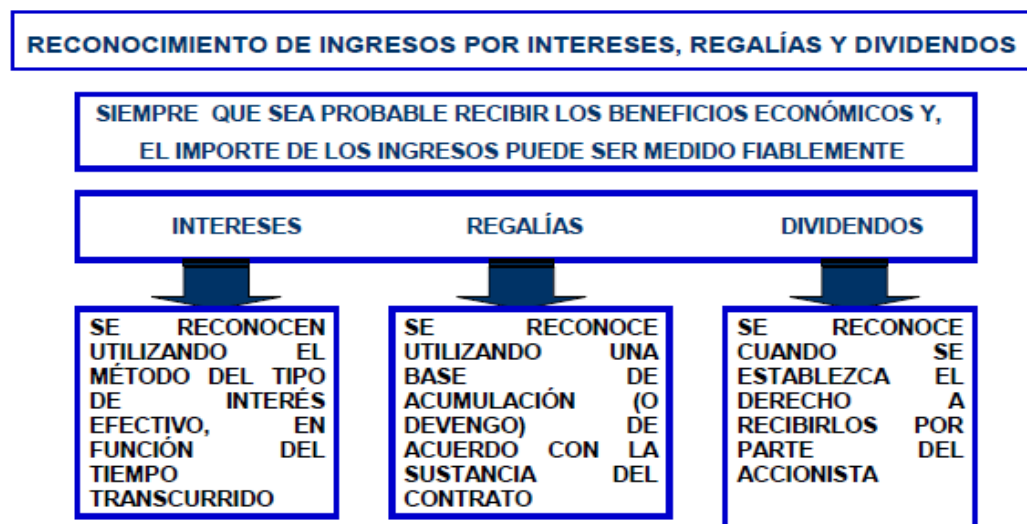 RECONOCIMIENTO DE INGRESOS POR INTERESES, REGALÍAS Y DIVIDENDOS
SIEMPRE QUE SEA PROBABLE RECIBIR LOS BENEFICIOS ECONÓMICOS Y,
EL IMPORTE DE LOS INGRESOS PUEDE SER MEDIDO FIABLEMENTE
INTERESES
REGALÍAS
DIVIDENDOS
SE RECONOCEN
UTILIZANDO EL
MÉTODO DEL TIPO
DE INTERÉS
EFECTIVO, EN
FUNCIÓN DEL
TIEMPO
TRANSCURRIDO
SE RECONOCE
UTILIZANDO UNA
BASE DE
ACUMULACIÓN (O
DEVENGO) DE
ACUERDO CON LA
SUSTANCIA DEL
CONTRATO
SE RECONOCE
CUANDO SE
ESTABLEZCA EL
DERECHO A
RECIBIRLOS POR
PARTE DEL
ACCIONISTA